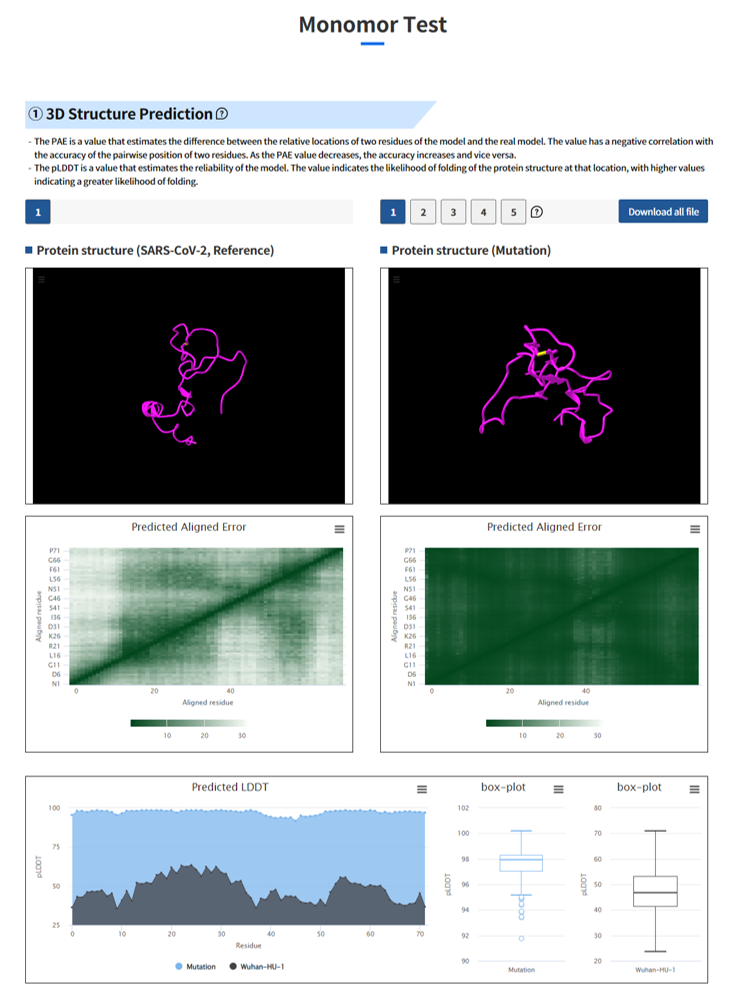 Monomor Test
① 3D Structure Prediction ?
- The PAE is a value that estimates the difference between the relative locations of two residues of the model and the real model. The value has a negative correlation with
the accuracy of the pairwise position of two residues. As the PAE value decreases, the accuracy increases and vice versa.
- The pLDDT is a value that estimates the reliability of the model. The value indicates the likelihood of folding of the protein structure at that location, with higher values
indicating a greater likelihood of folding.
1
1 2 3 4 5 ? Download all file
Protein structure (SARS-CoV-2, Reference)
Protein structure (Mutation)
Predicted Aligned Error
Aligned residue
P71
G66
F61
L56
N51
G46
S41
I36
D31
K26
R21
L16
G11
D6
N1
0 20 40
Aligned residue
10 20 30
Predicted Aligned Error
Aligned residue
P71
G66
F61
L56
N51
G46
S41
I36
D31
K26
R21
L16
G11
D6
N1
0 20 40
Aligned residue
10 20 30
Predicted LDDT
pLDDT
100
75
50
25
0 10 20 30 40 50 60 70
Residue
Mutation Wuhan-HU-1
box-plot
pLDDT
102
100
98
96
94
92
90
Mutation
box-plot
pLDDT
80
70
60
50
40
30
20
Wuhan-HU-1